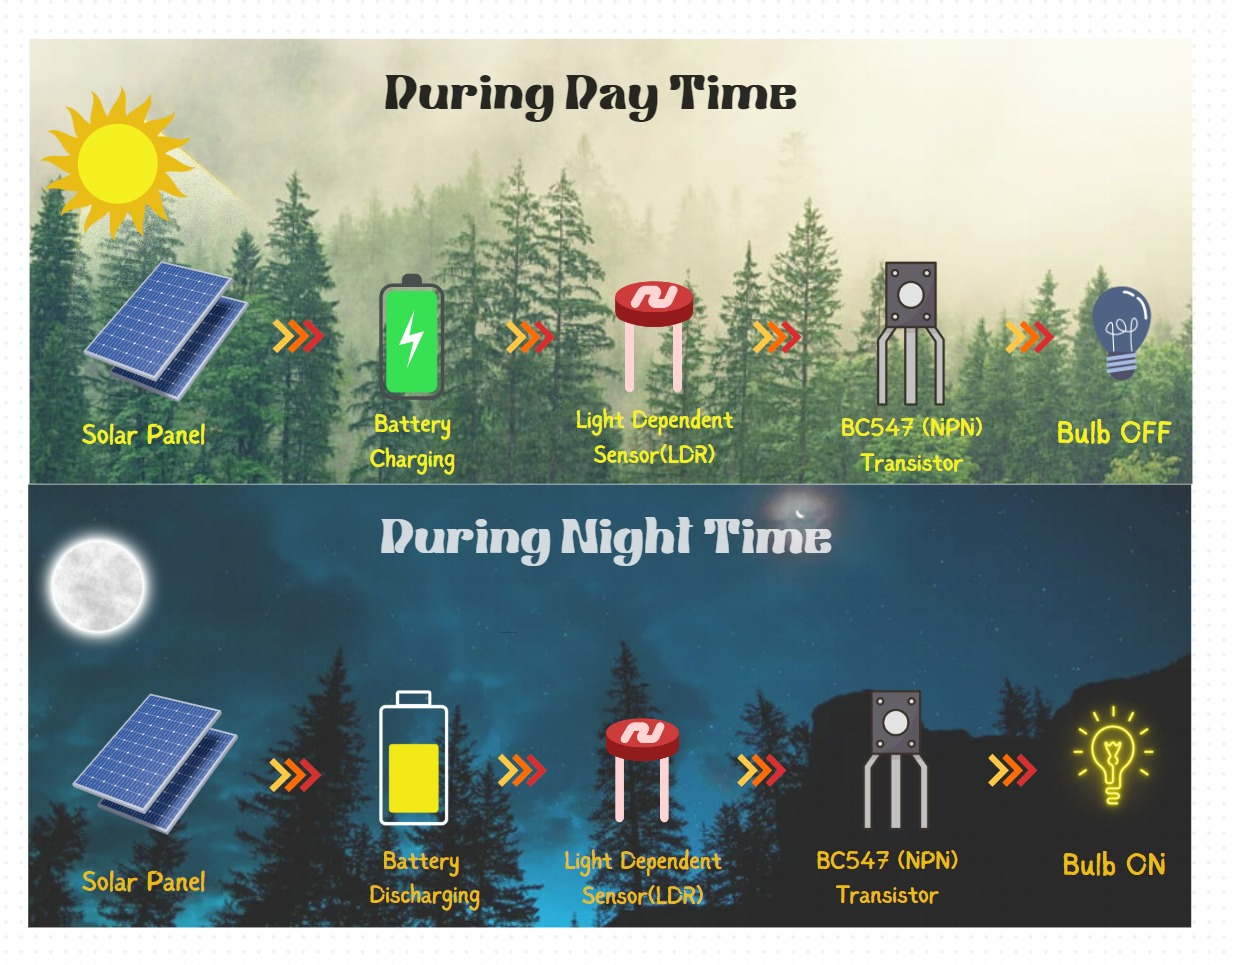 During Day Time
Solar Panel
Battery
Charging
Light Dependent
Sensor(LDR)
BC547 (NPN)
Transistor
Bulb OFF
During Night Time
Solar Panel
Battery
Discharging
Light Dependent
Sensor(LDR)
BC547 (NPN)
Transistor
Bulb ON